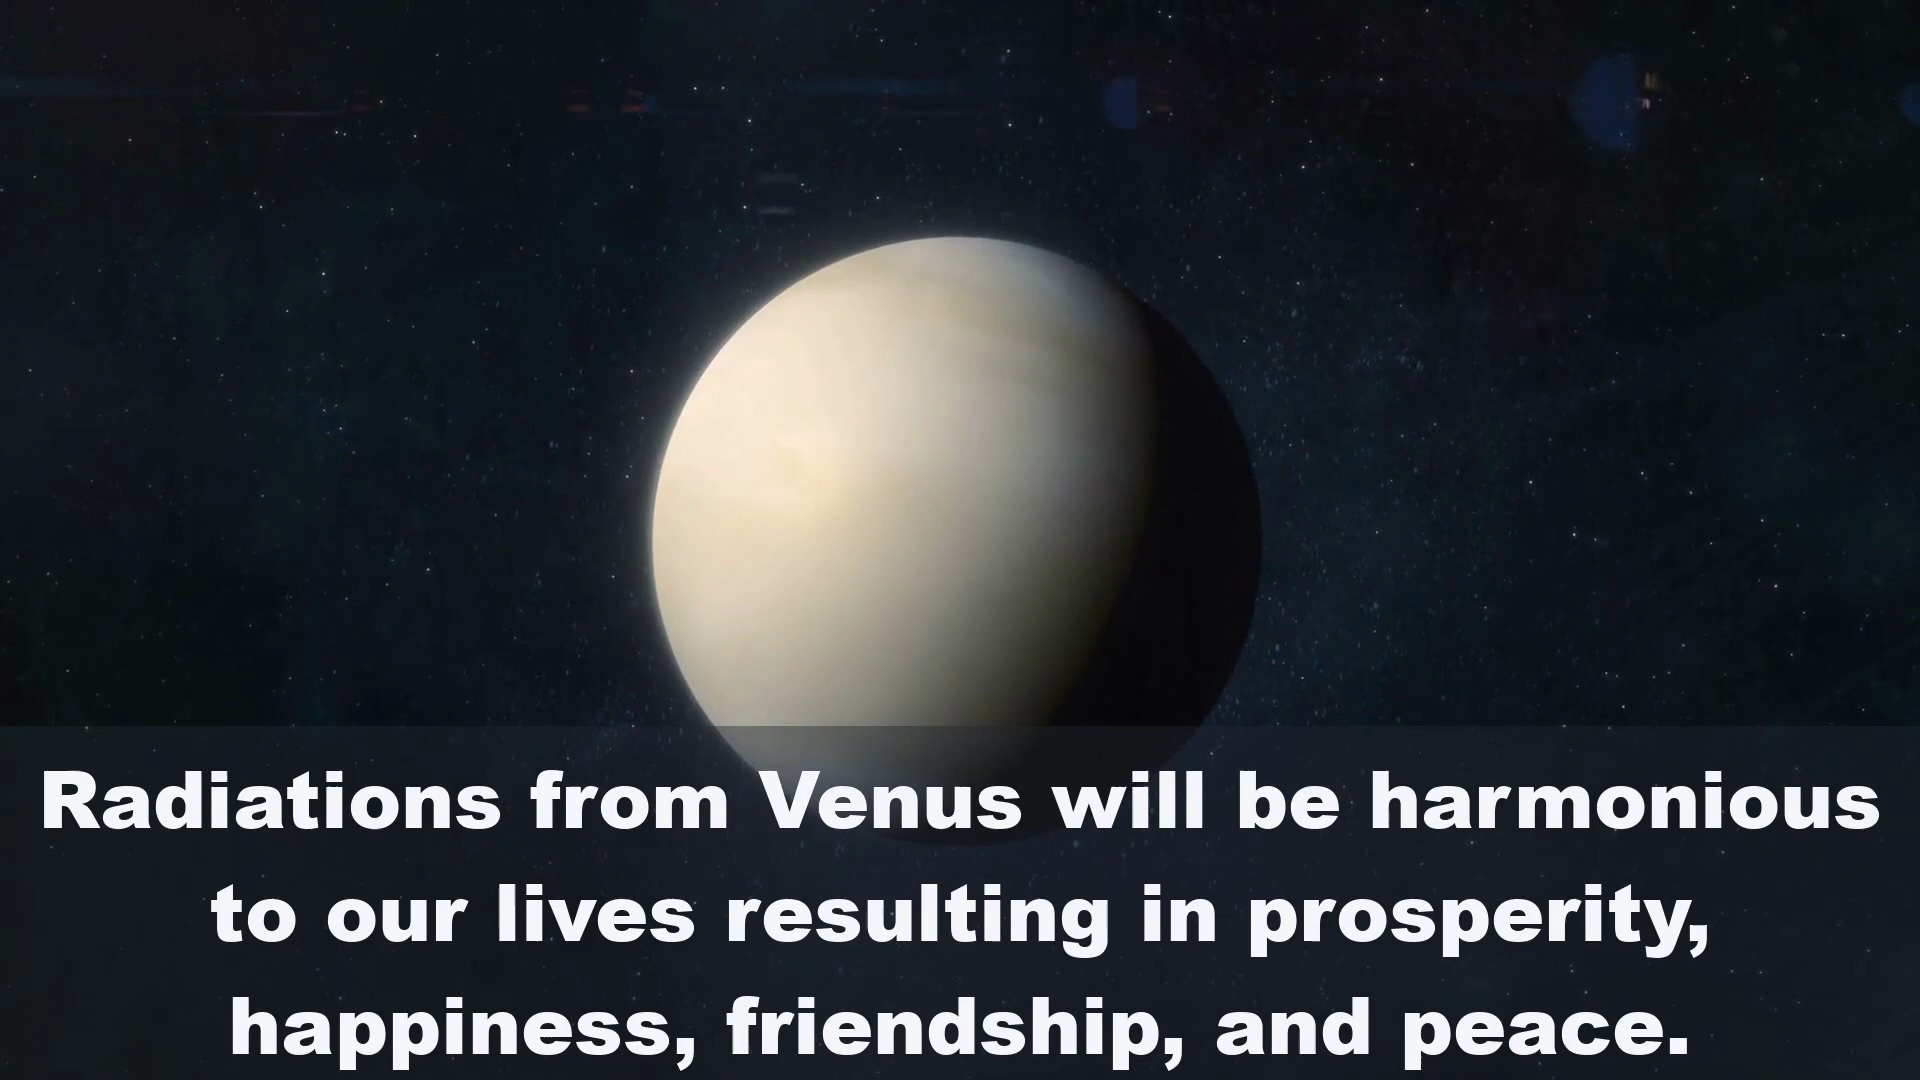 Radiations from Venus will be harmonious
to our lives resulting in prosperity,
happiness, friendship, and peace.